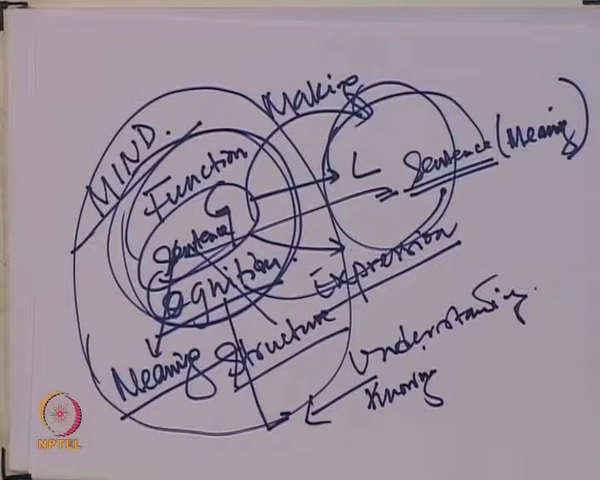 Making
MIND.
Function
L
Sentence (Meaning)
G
Sentence
Cognition.
Expression
Meaning Structure
Understanding.
Knowing
NPTEL